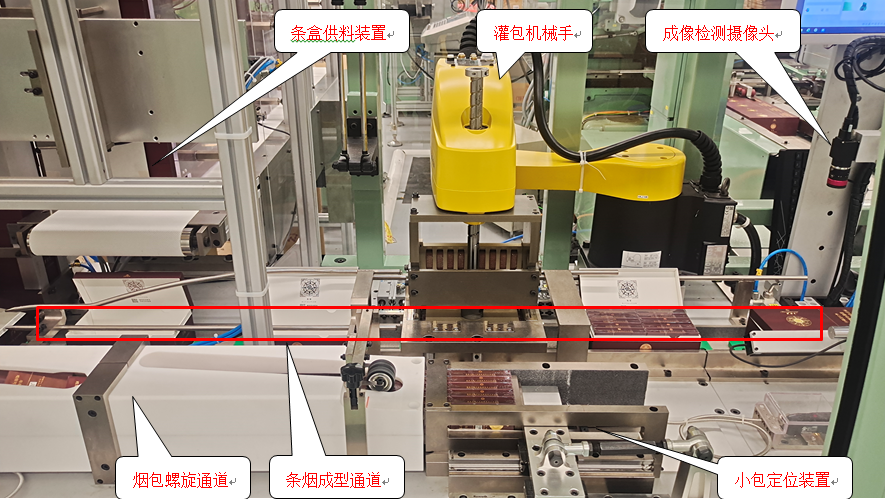 条盒供料装置
灌包机械手
成像检测摄像头
烟包螺旋通道
条烟成型通道
小包定位装置